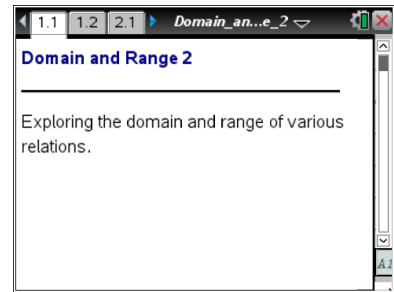 1.1 1.2 2.1 Domain_an...e_2
Domain and Range 2
Exploring the domain and range of various
relations.
A1